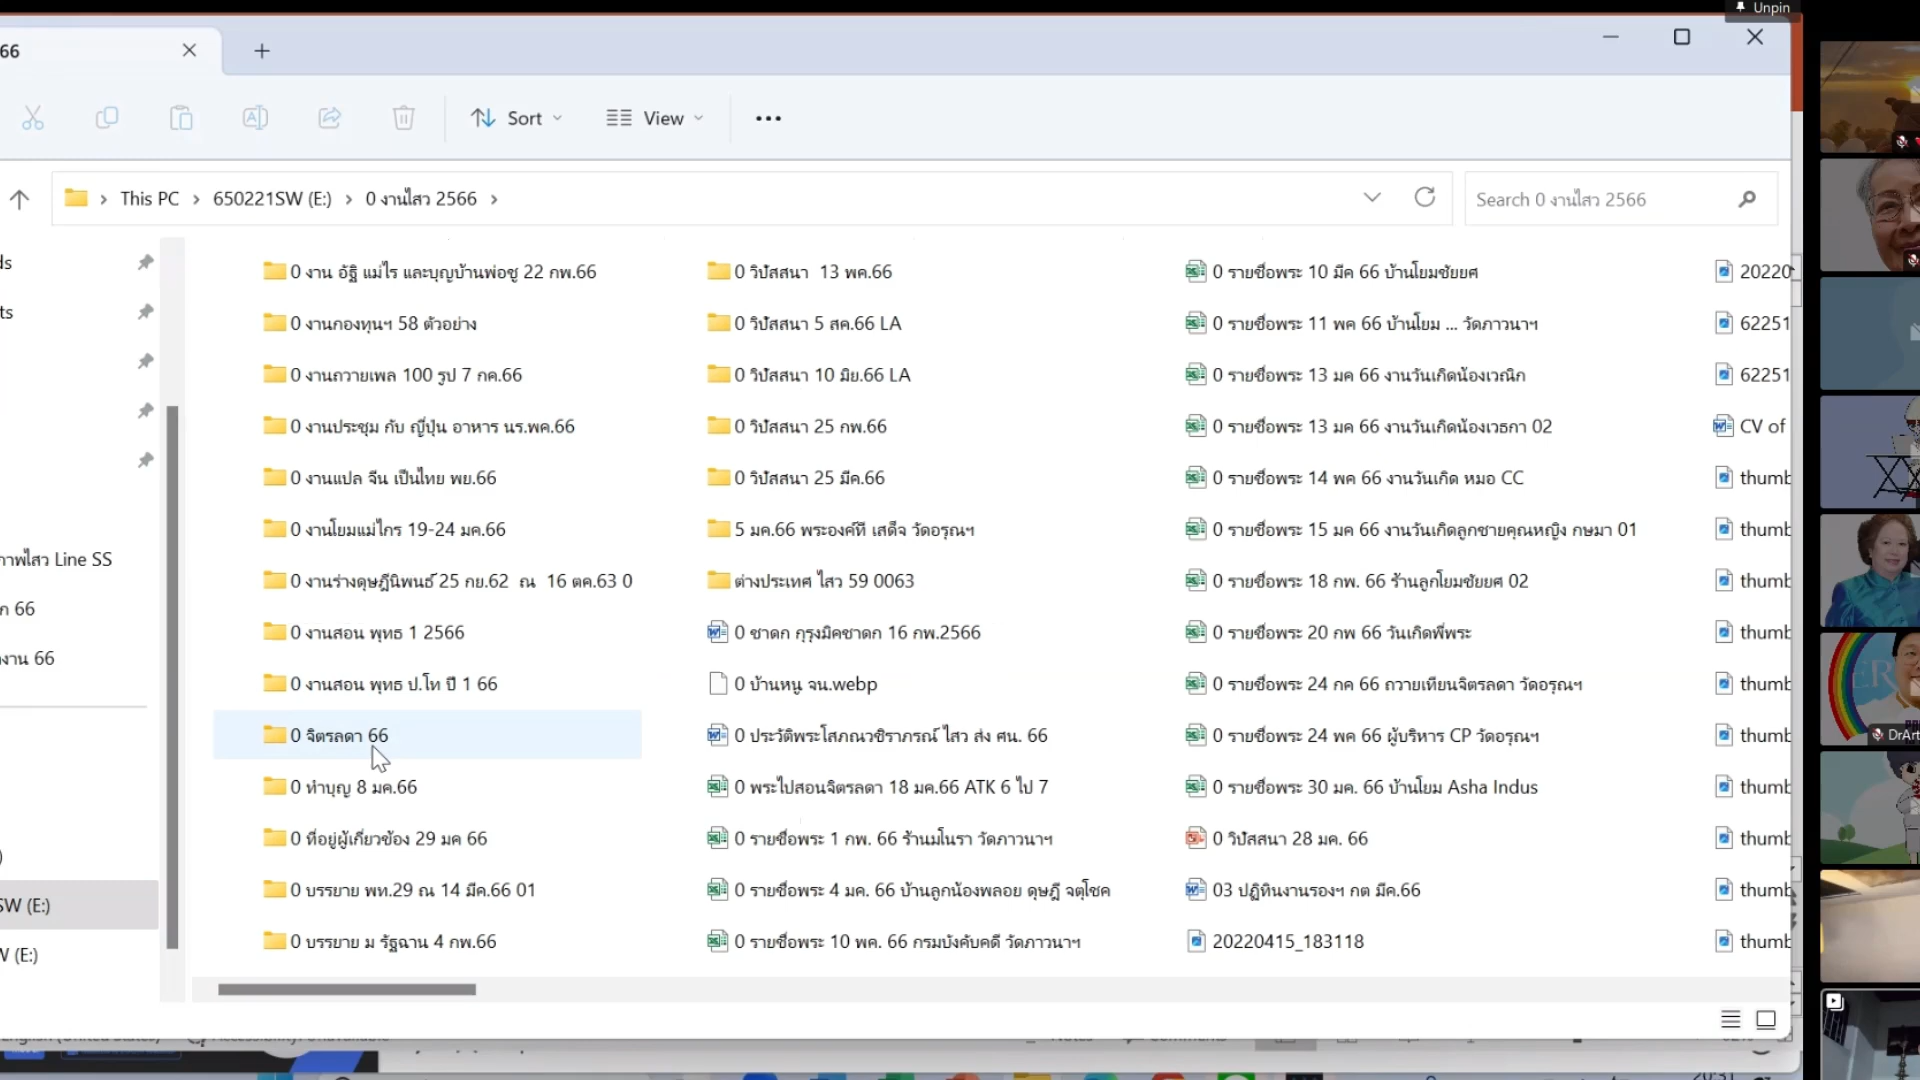 Unpin
66
Sort
View
This PC
650221SW (E:)
0 งานไสว 2566
Search 0 งานไสว 2566
ds
ts
าพไสว Line SS
ก 66
งาน 66
SW (E:)
W (E:)
0 งาน อัฐิ แม่ไร และบุญบ้านพ่อชู 22 กพ.66
0 งานกองทุนฯ 58 ตัวอย่าง
0 งานถวายเพล 100 รูป 7 กค.66
0 งานประชุม กับ ญี่ปุ่น อาหาร นร.พค.66
0 งานแปล จีน เป็นไทย พย.66
0 งานโยมแม่ไกร 19-24 มค.66
0 งานร่างดุษฎีนิพนธ์ 25 กย.62 ณ 16 ตค.63 0
0 งานสอน พุทธ 1 2566
0 งานสอน พุทธ ป.โท ปี 1 66
0 จิตรลดา 66
0 ทำบุญ 8 มค.66
0 ที่อยู่ผู้เกี่ยวข้อง 29 มค 66
0 บรรยาย พท.29 ณ 14 มีค.66 01
0 บรรยาย ม รัฐฉาน 4 กพ.66
0 วิปัสสนา 13 พค.66
0 วิปัสสนา 5 สค.66 LA
0 วิปัสสนา 10 มิย.66 LA
0 วิปัสสนา 25 กพ.66
0 วิปัสสนา 25 มีค.66
5 มค.66 พระองค์ที เสด็จ วัดอรุณฯ
ต่างประเทศ ไสว 59 0063
0 ชาดก กุรุงมิคชาดก 16 กพ.2566
0 บ้านหนู จน.webp
0 ประวัติพระโสภณวชิราภรณ์ ไสว ส่ง ศน. 66
0 พระไปสอนจิตรลดา 18 มค.66 ATK 6 ไป 7
0 รายชื่อพระ 1 กพ. 66 ร้านมโนรา วัดภาวนาฯ
0 รายชื่อพระ 4 มค. 66 บ้านลูกน้องพลอย ดุษฎี จตุโชค
0 รายชื่อพระ 10 พค. 66 กรมบังคับคดี วัดภาวนาฯ
0 รายชื่อพระ 10 มีค 66 บ้านโยมชัยยศ
0 รายชื่อพระ 11 พค 66 บ้านโยม ... วัดภาวนาฯ
0 รายชื่อพระ 13 มค 66 งานวันเกิดน้องเวณิก
0 รายชื่อพระ 13 มค 66 งานวันเกิดน้องเวธกา 02
0 รายชื่อพระ 14 พค 66 งานวันเกิด หมอ CC
0 รายชื่อพระ 15 มค 66 งานวันเกิดลูกชายคุณหญิง กษมา 01
0 รายชื่อพระ 18 กพ. 66 ร้านลูกโยมชัยยศ 02
0 รายชื่อพระ 20 กพ 66 วันเกิดพี่พระ
0 รายชื่อพระ 24 กค 66 ถวายเทียนจิตรลดา วัดอรุณฯ
0 รายชื่อพระ 24 พค 66 ผู้บริหาร CP วัดอรุณฯ
0 รายชื่อพระ 30 มค. 66 บ้านโยม Asha Indus
0 วิปัสสนา 28 มค. 66
03 ปฏิทินงานรองฯ กต มีค.66
20220415_183118
20220
62251
62251
CV of
thumb
thumb
thumb
thumb
thumb
thumb
thumb
thumb
thumb
thumb
DrArt
20:31